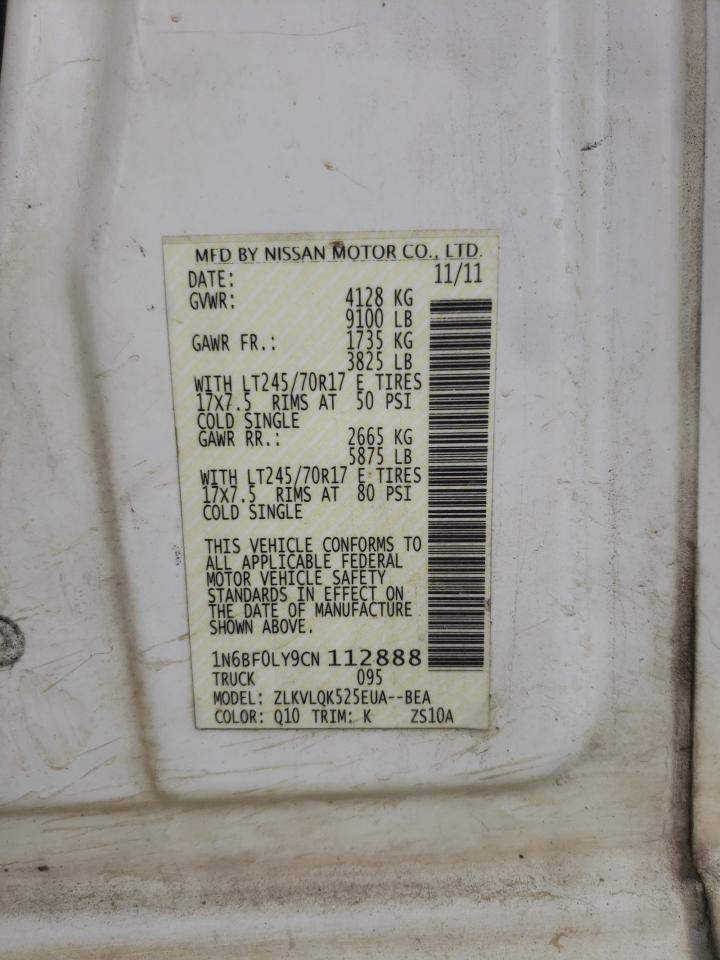 MFD BY NISSAN MOTOR CO., LTD.
DATE: 11/11
GVWR: 4128 KG
9100 LB
GAWR FR.: 1735 KG
3825 LB
WITH LT245/70R17 E TIRES
17X7.5 RIMS AT 50 PSI
COLD SINGLE
GAWR RR.: 2665 KG
5875 LB
WITH LT245/70R17 E TIRES
17X7.5 RIMS AT 80 PSI
COLD SINGLE
THIS VEHICLE CONFORMS TO
ALL APPLICABLE FEDERAL
MOTOR VEHICLE SAFETY
STANDARDS IN EFFECT ON
THE DATE OF MANUFACTURE
SHOWN ABOVE.
1N6BF0LY9CN 112888
TRUCK 095
MODEL: ZLKVLQK525EUA--BEA
COLOR: Q10 TRIM: K ZS10A